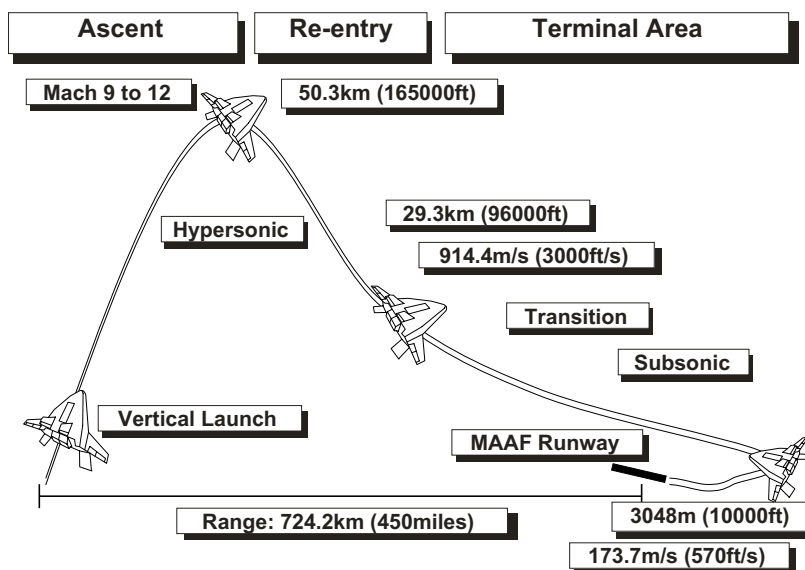 Ascent
Re-entry
Terminal Area
Mach 9 to 12
50.3km (165000ft)
Hypersonic
29.3km (96000ft)
914.4m/s (3000ft/s)
Transition
Subsonic
Vertical Launch
MAAF Runway
Range: 724.2km (450miles)
3048m (10000ft)
173.7m/s (570ft/s)